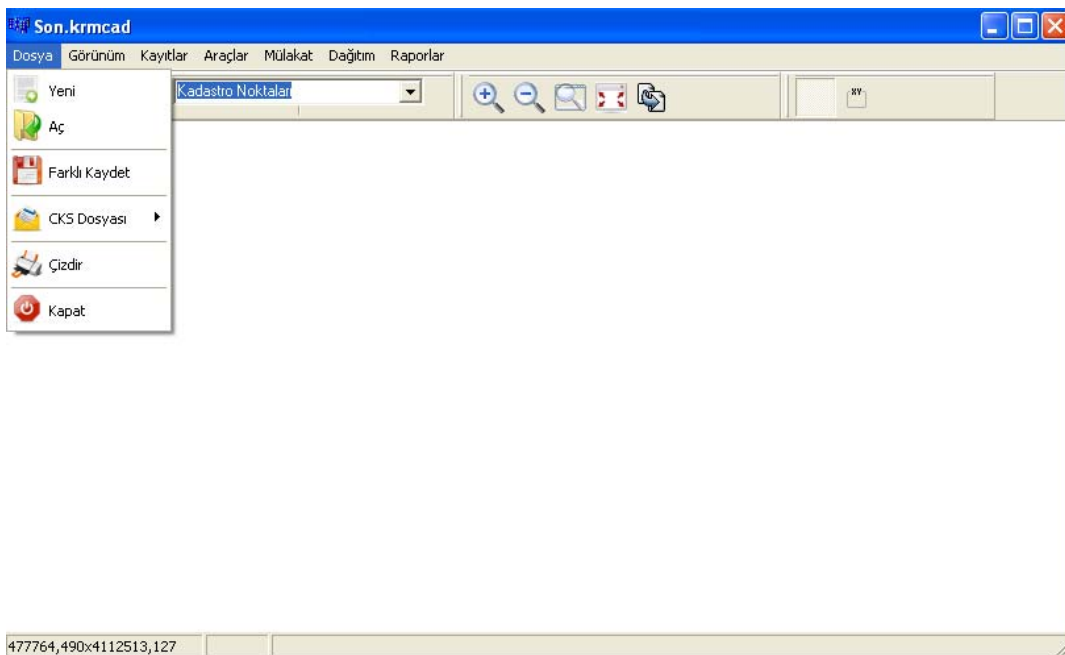 Son.krmcad
Dosya Görünüm Kayıtlar Araçlar Mülakat Dağıtım Raporlar
Kadastro Noktaları
XY
Yeni
Aç
Farklı Kaydet
CKS Dosyası
Çizdir
Kapat
477764,490x4112513,127